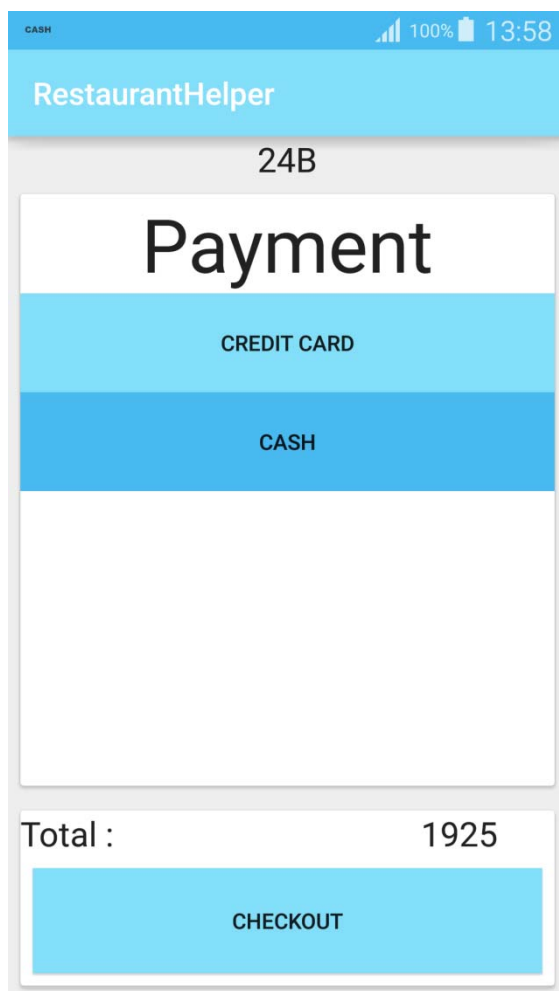 CASH 100% 13:58
RestaurantHelper
24B
Payment
CREDIT CARD
CASH
Total : 1925
CHECKOUT